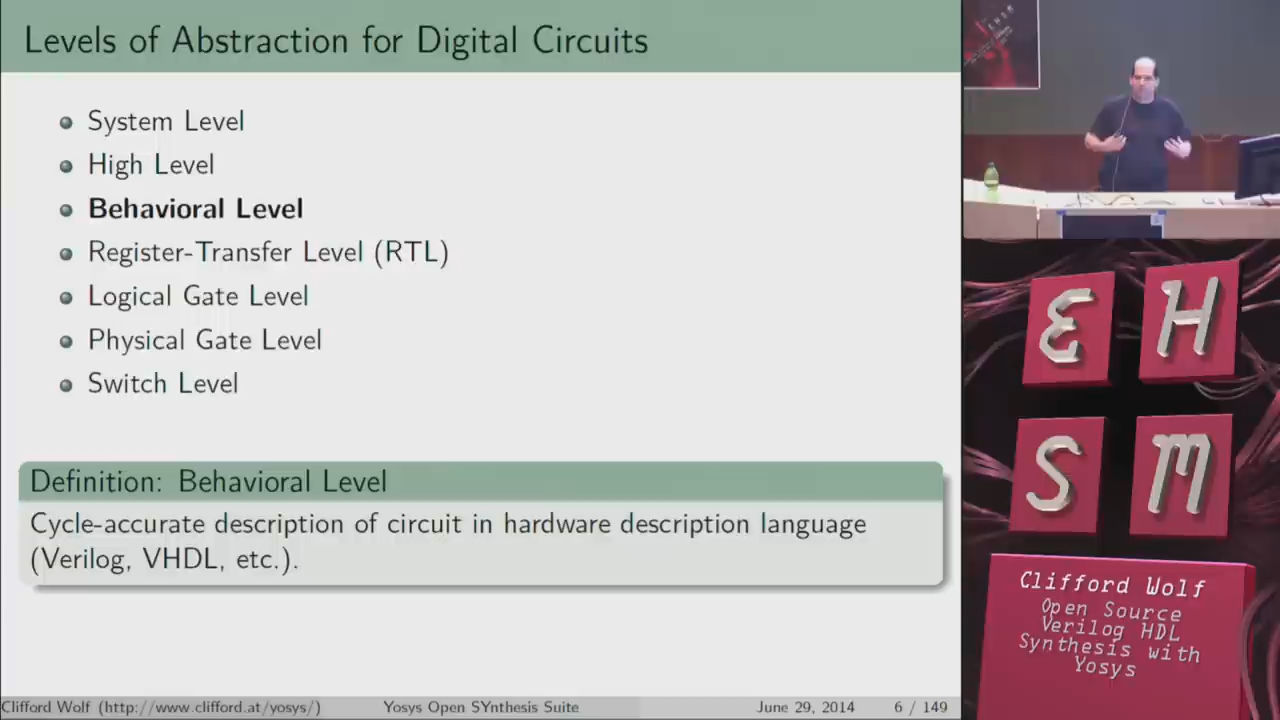 Levels of Abstraction for Digital Circuits
System Level
High Level
Behavioral Level
Register-Transfer Level (RTL)
Logical Gate Level
Physical Gate Level
Switch Level
Definition: Behavioral Level
Cycle-accurate description of circuit in hardware description language
(Verilog, VHDL, etc.).
Clifford Wolf (http://www.clifford.at/yosys/)
Yosys Open SYnthesis Suite
June 29, 2014
6 / 149
EHSM
E H
S M
Clifford Wolf
Open Source
Verilog HDL
Synthesis with
Yosys